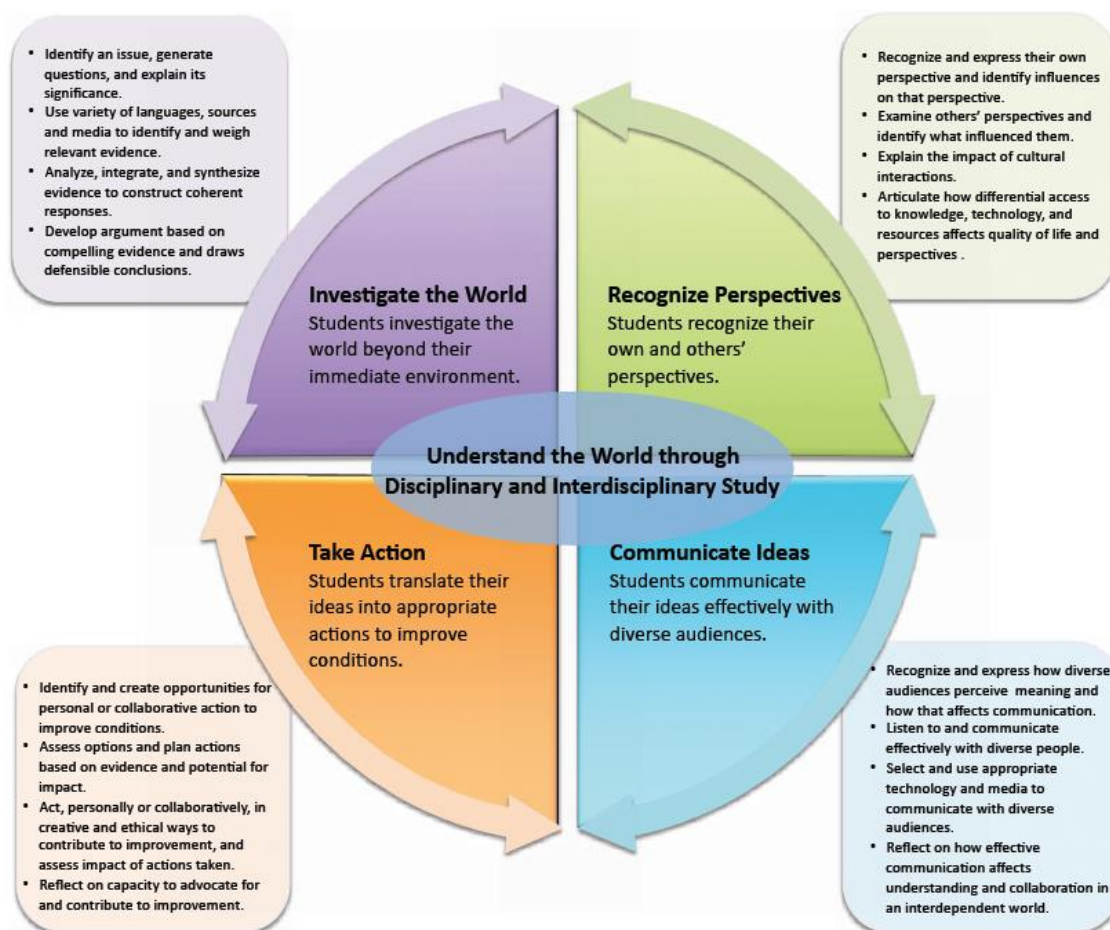 • Identify an issue, generate
questions, and explain its
significance.
• Use variety of languages, sources
and media to identify and weigh
relevant evidence.
• Analyze, integrate, and synthesize
evidence to construct coherent
responses.
• Develop argument based on
compelling evidence and draws
defensible conclusions.
• Recognize and express their own
perspective and identify influences
on that perspective.
• Examine others' perspectives and
identify what influenced them.
• Explain the impact of cultural
interactions.
• Articulate how differential access
to knowledge, technology, and
resources affects quality of life and
perspectives .
Investigate the World
Students investigate the
world beyond their
immediate environment.
Recognize Perspectives
Students recognize their
own and others'
perspectives.
Understand the World through
Disciplinary and Interdisciplinary Study
Take Action
Students translate their
ideas into appropriate
actions to improve
conditions.
Communicate Ideas
Students communicate
their ideas effectively with
diverse audiences.
• Identify and create opportunities for
personal or collaborative action to
improve conditions.
• Assess options and plan actions
based on evidence and potential for
impact.
• Act, personally or collaboratively, in
creative and ethical ways to
contribute to improvement, and
assess impact of actions taken.
• Reflect on capacity to advocate for
and contribute to improvement.
• Recognize and express how diverse
audiences perceive meaning and
how that affects communication.
• Listen to and communicate
effectively with diverse people.
• Select and use appropriate
technology and media to
communicate with diverse
audiences.
• Reflect on how effective
communication affects
understanding and collaboration in
an interdependent world.